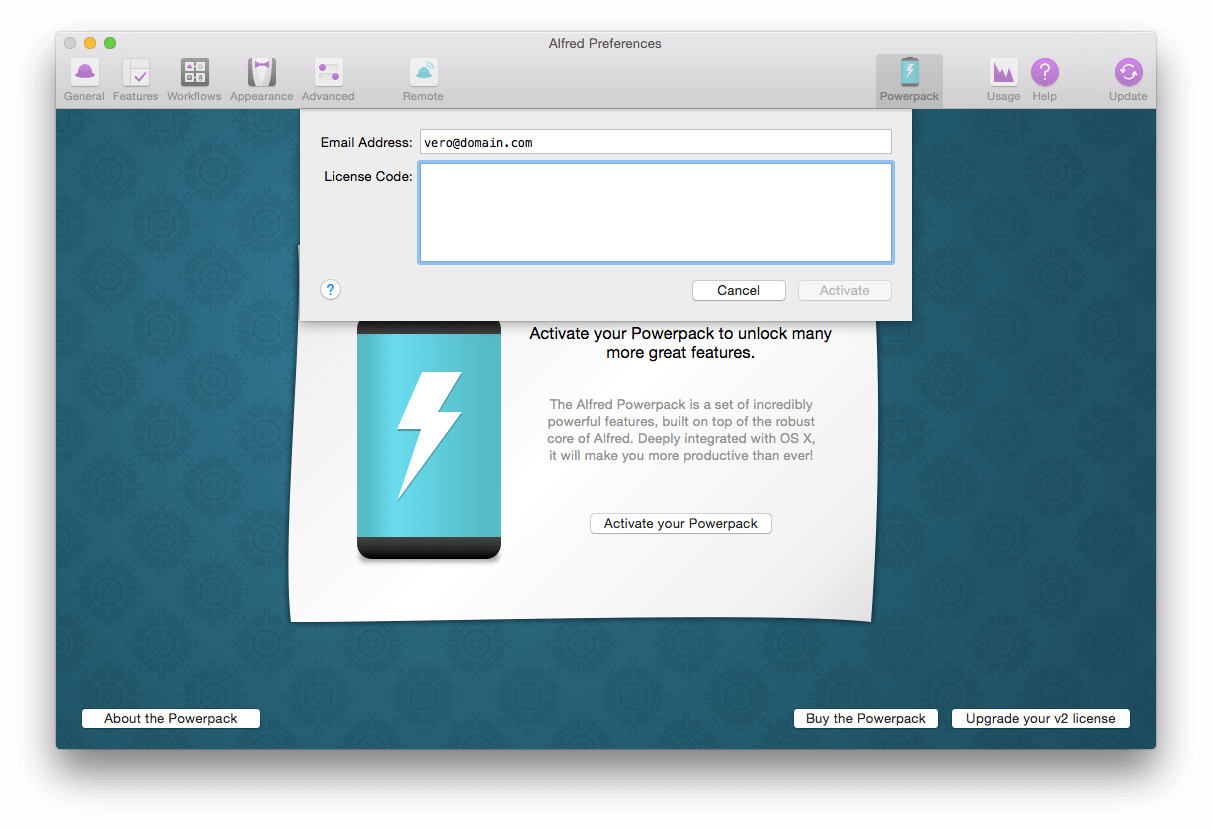 Alfred Preferences
General Features Workflows Appearance Advanced Remote Powerpack Usage ? Help Update
Email Address: vero@domain.com
License Code:
? Cancel Activate
Activate your Powerpack to unlock many
more great features.
The Alfred Powerpack is a set of incredibly
powerful features, built on top of the robust
core of Alfred. Deeply integrated with OS X,
it will make you more productive than ever!
Activate your Powerpack
About the Powerpack Buy the Powerpack Upgrade your v2 license